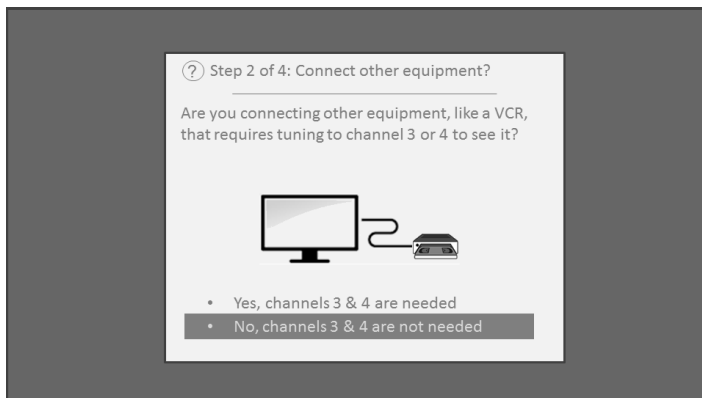 ? Step 2 of 4: Connect other equipment?
Are you connecting other equipment, like a VCR,
that requires tuning to channel 3 or 4 to see it?
• Yes, channels 3 & 4 are needed
• No, channels 3 & 4 are not needed